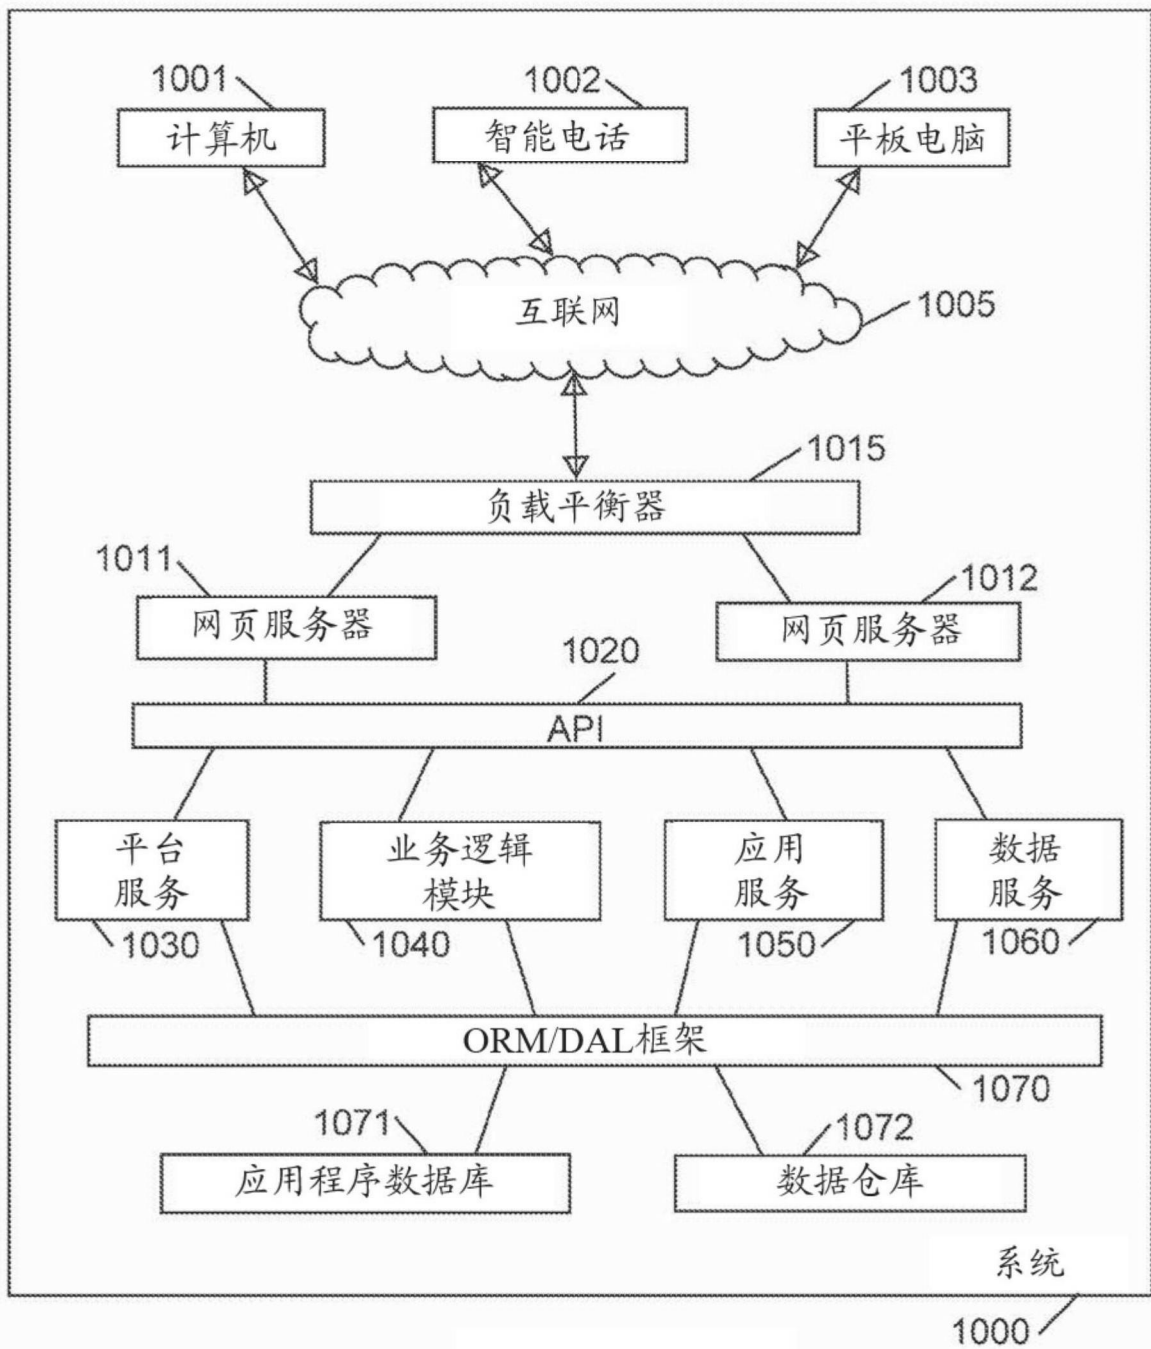 1001
1002
1003
计算机
智能电话
平板电脑
互联网
1005
1015
负载平衡器
1011
1012
网页服务器
网页服务器
1020
API
平台
服务
业务逻辑
模块
应用
服务
数据
服务
1030
1040
1050
1060
ORM/DAL框架
1070
1071
1072
应用程序数据库
数据仓库
系统
1000